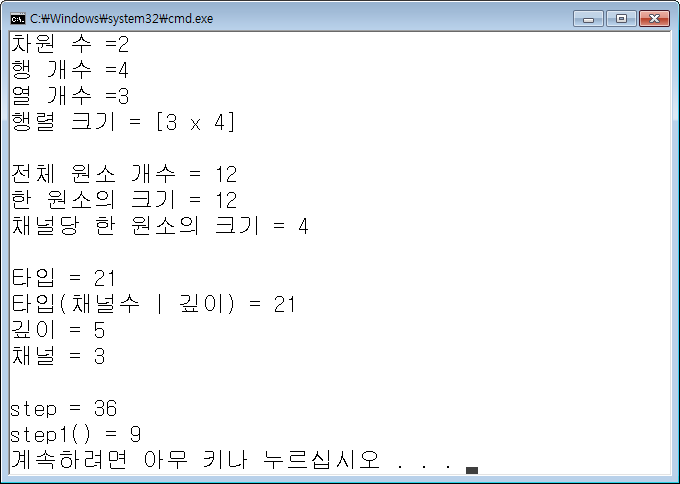 C:₩Windows₩system32₩cmd.exe
차원 수 =2
행 개수 =4
열 개수 =3
행렬 크기 = [3 x 4]
전체 원소 개수 = 12
한 원소의 크기 = 12
채널당 한 원소의 크기 = 4
타입 = 21
타입(채널수 | 깊이) = 21
깊이 = 5
채널 = 3
step = 36
step1() = 9
계속하려면 아무 키나 누르십시오 . . .